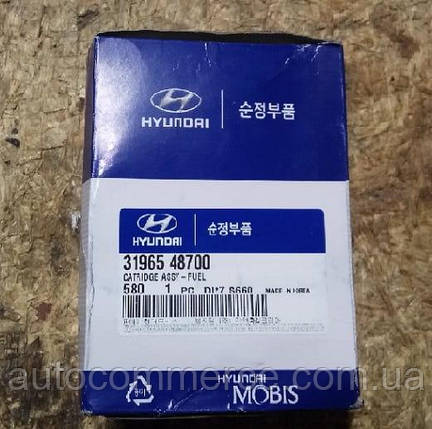 HYUNDAI 순정부품
HYUNDAI 순정부품
31965 48700
CATRIDGE ASSY - FUEL
580 1 PC
MADE IN KOREA
autocommerce.com.ua
HYUNDAI
MOBIS